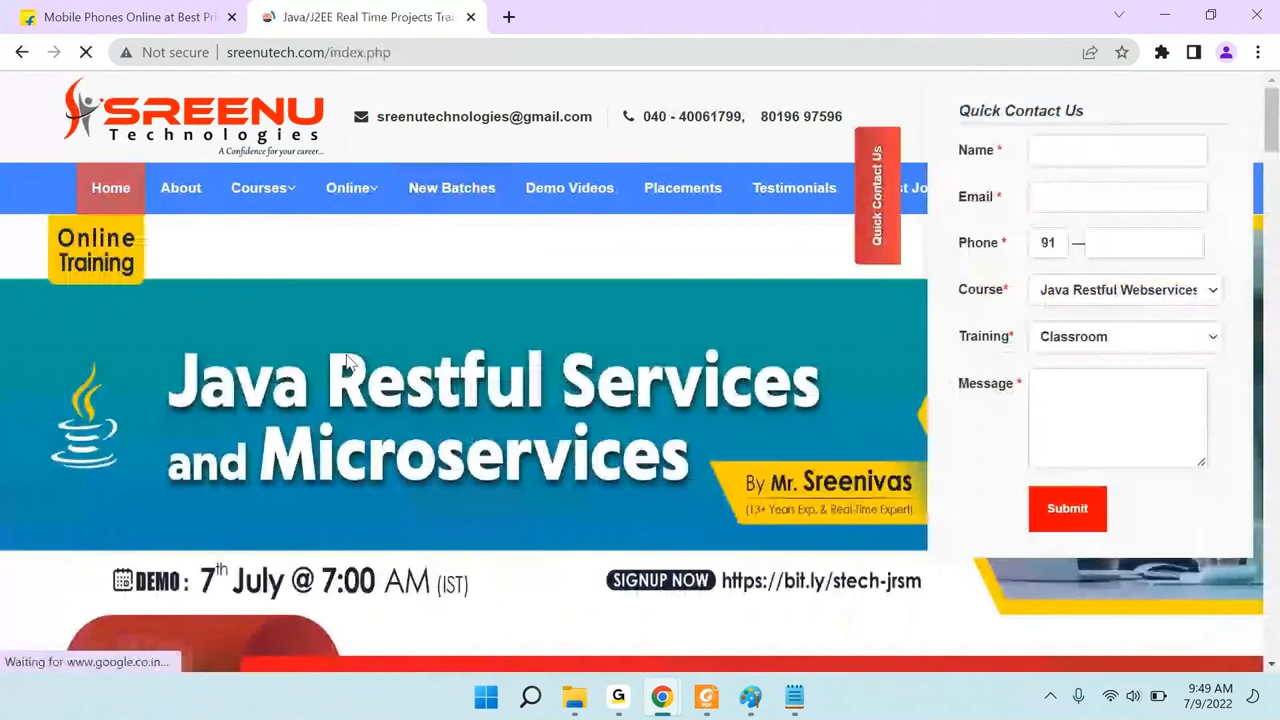 Mobile Phones Online at Best Pri
Java/J2EE Real Time Projects Trai
Not secure
sreenutech.com/index.php
SREENU
Technologies
A Confidence for your career...
sreenutechnologies@gmail.com
040 - 40061799, 80196 97596
Home
About
Courses
Online
New Batches
Demo Videos
Placements
Testimonials
st Jo
Quick Contact Us
Quick Contact Us
Name *
Email *
Phone * 91 —
Course* Java Restful Webservices
Training* Classroom
Message *
Submit
Online
Training
Java Restful Services
and Microservices
By Mr. Sreenivas
(13+ Years Exp. & Real-Time Expert)
DEMO : 7th July @ 7:00 AM (IST)
SIGNUP NOW https://bit.ly/stech-jrsm
Waiting for www.google.co.in...
G
PDF
9:49 AM
7/9/2022